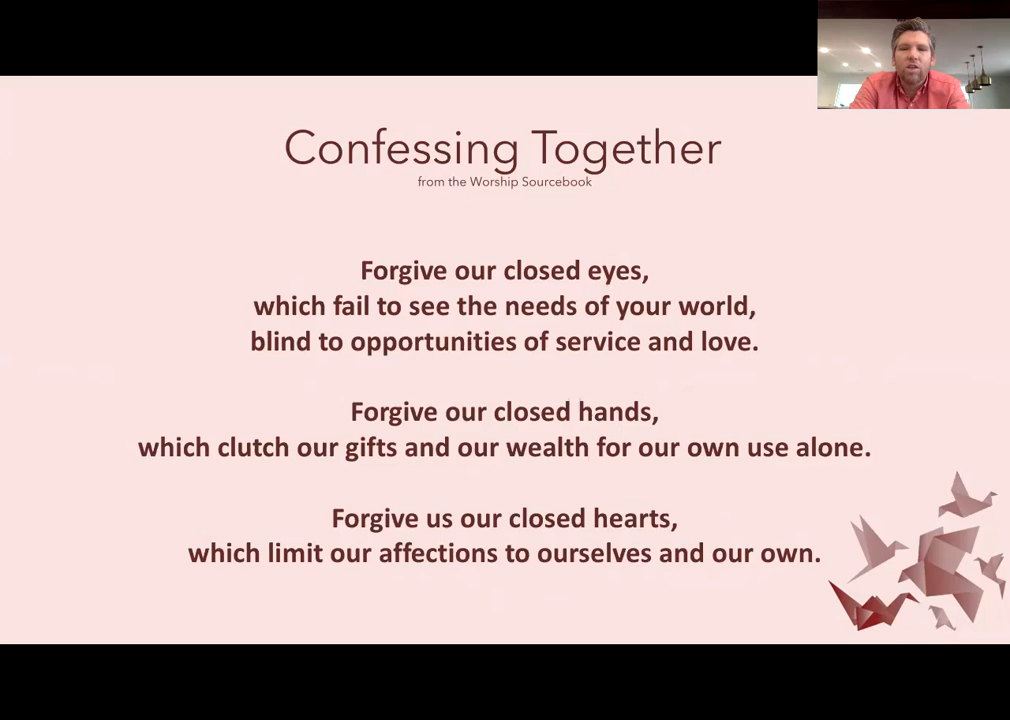 Confessing Together
from the Worship Sourcebook
Forgive our closed eyes,
which fail to see the needs of your world,
blind to opportunities of service and love.
Forgive our closed hands,
which clutch our gifts and our wealth for our own use alone.
Forgive us our closed hearts,
which limit our affections to ourselves and our own.